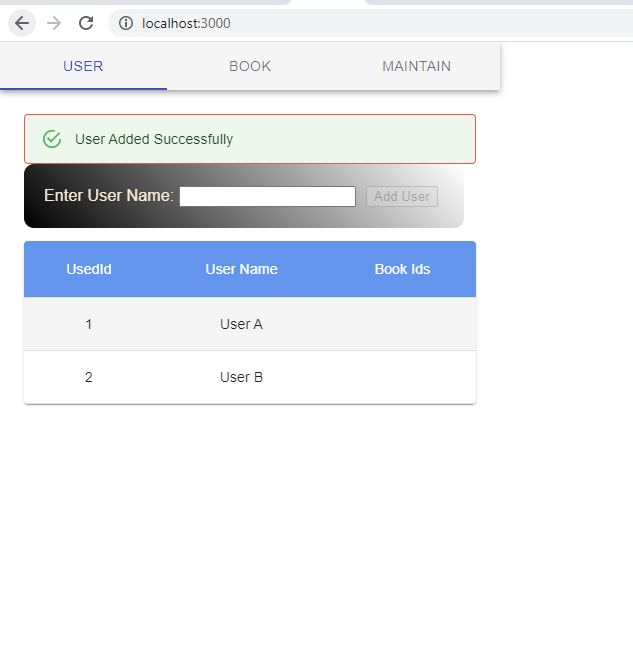 localhost:3000
USER BOOK MAINTAIN
User Added Successfully
Enter User Name: Add User
UsedId User Name Book Ids
1 User A
2 User B